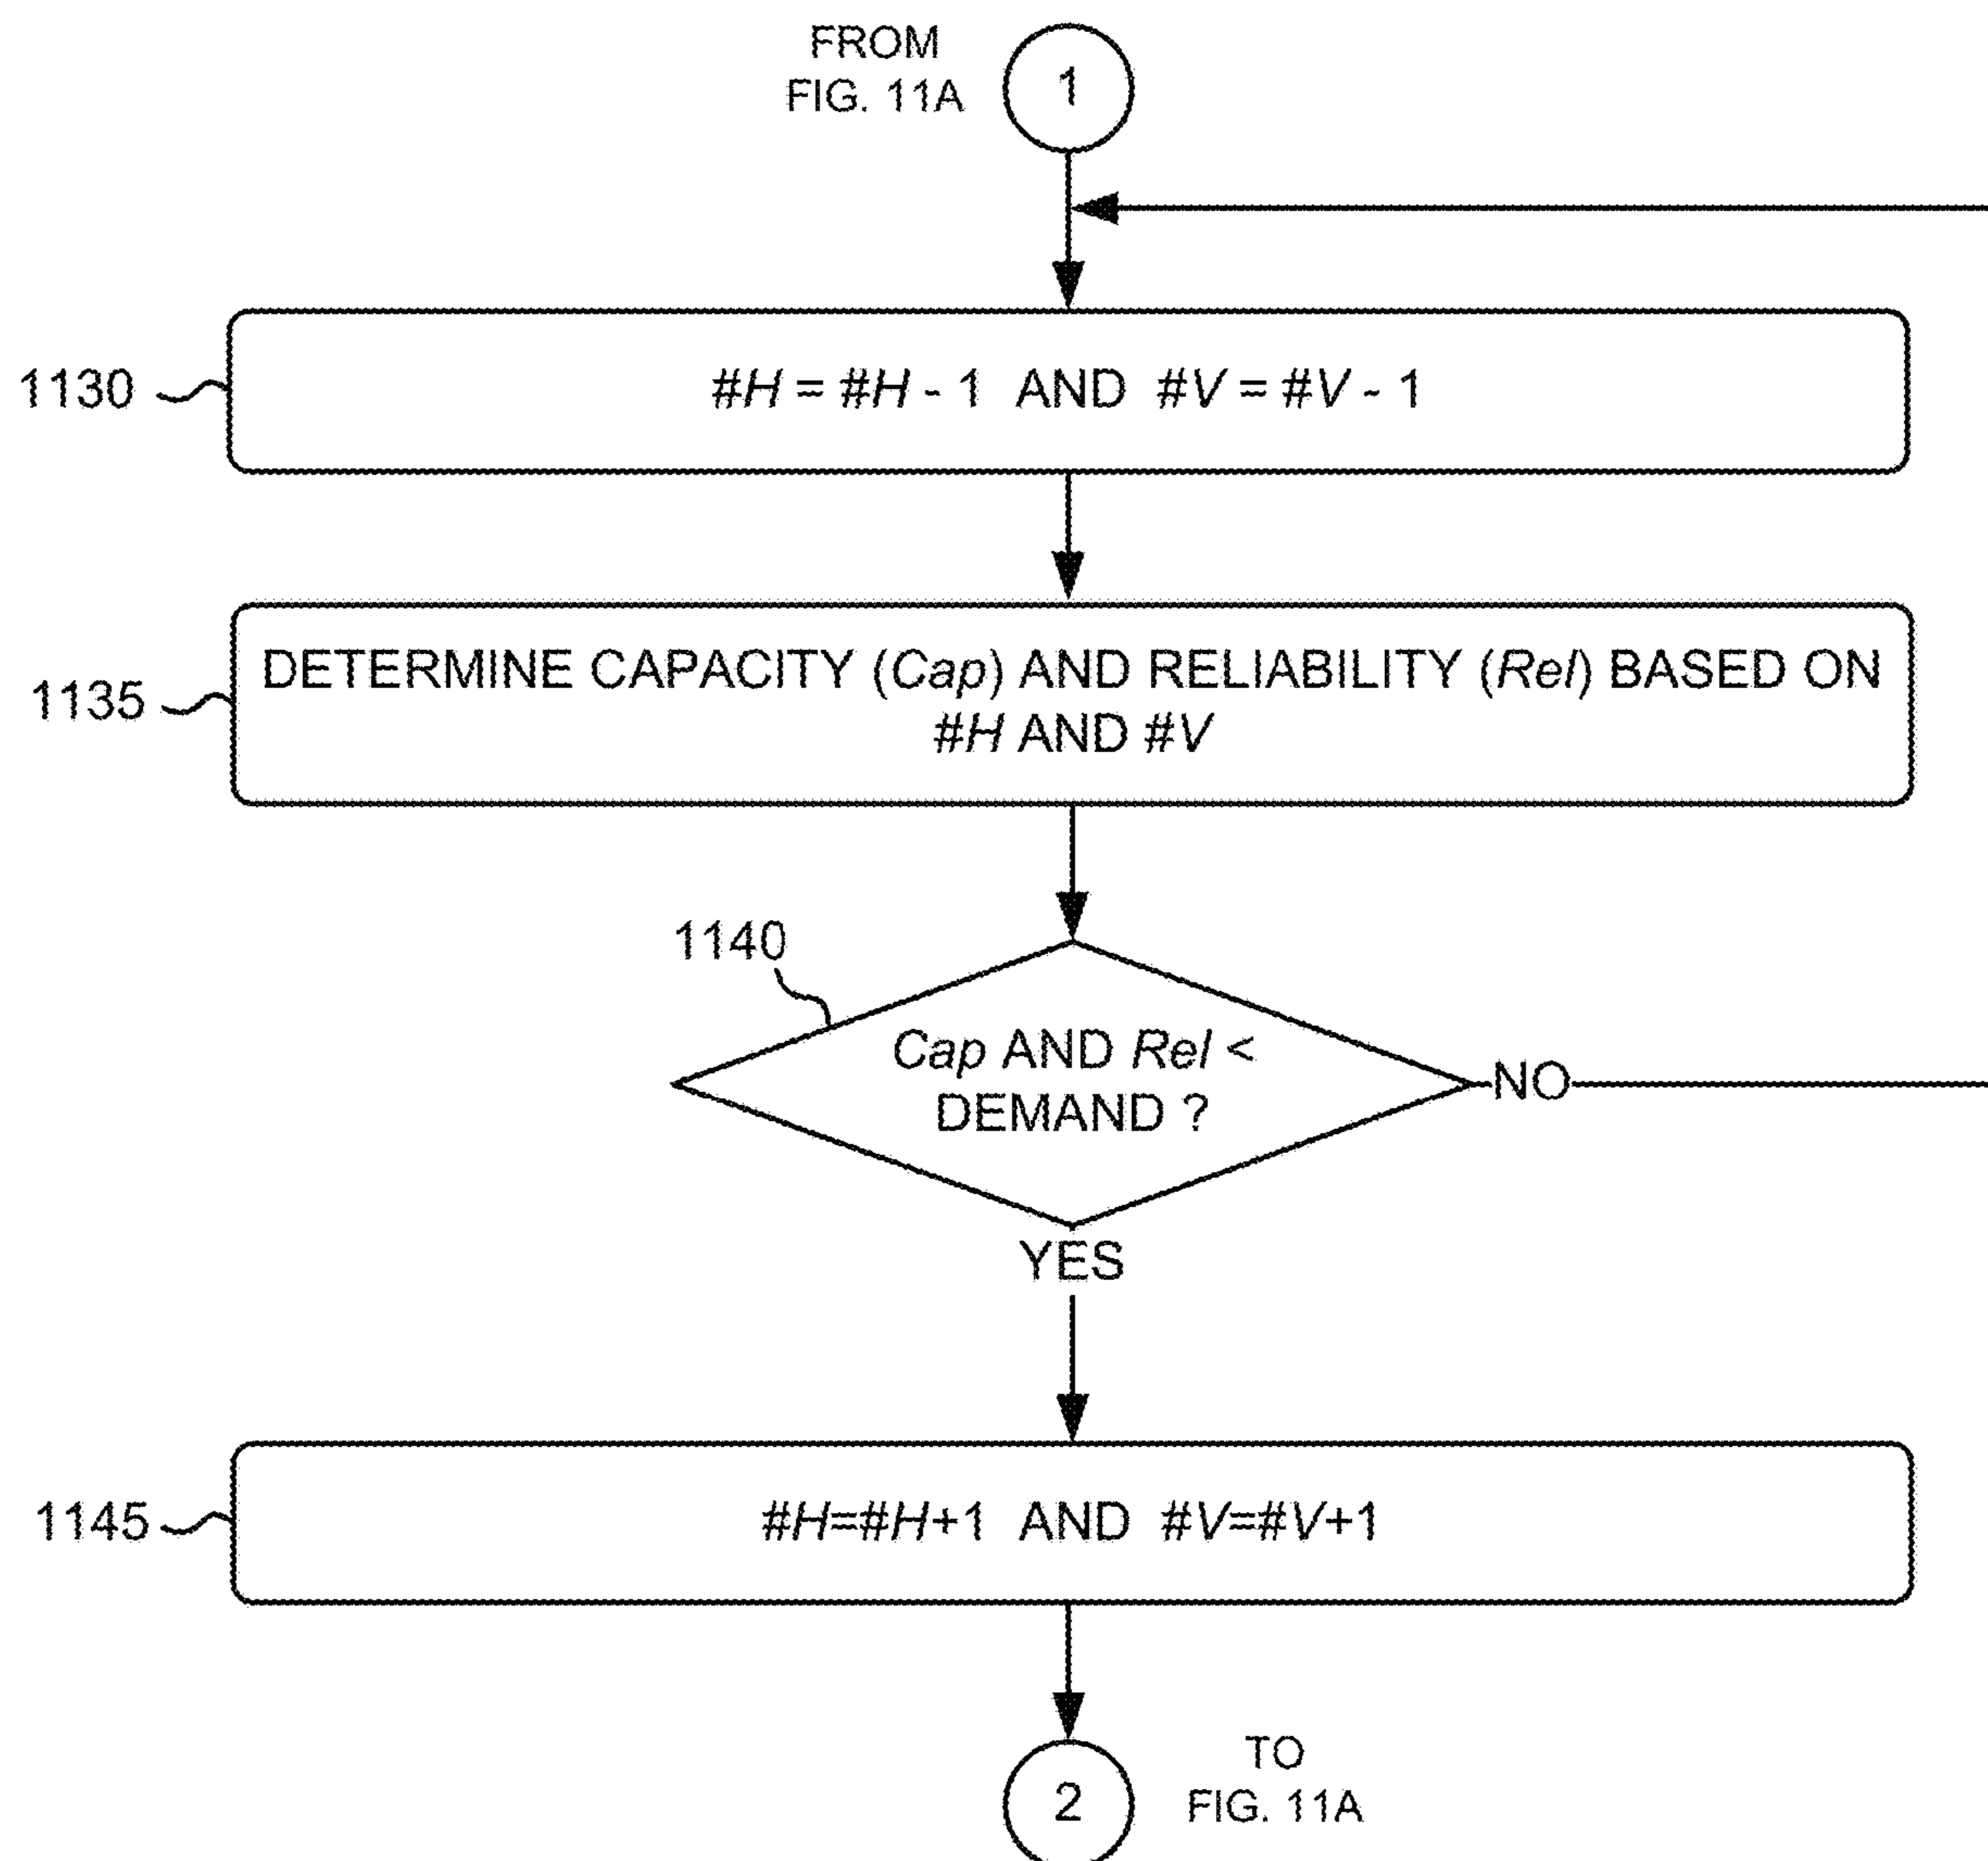 FROM
FIG. 11A
1
1130
#H = #H - 1 AND #V = #V - 1
1135
DETERMINE CAPACITY (Cap) AND RELIABILITY (Rel) BASED ON
#H AND #V
1140
Cap AND Rel <
DEMAND ?
NO
YES
1145
#H=#H+1 AND #V=#V+1
2
TO
FIG. 11A